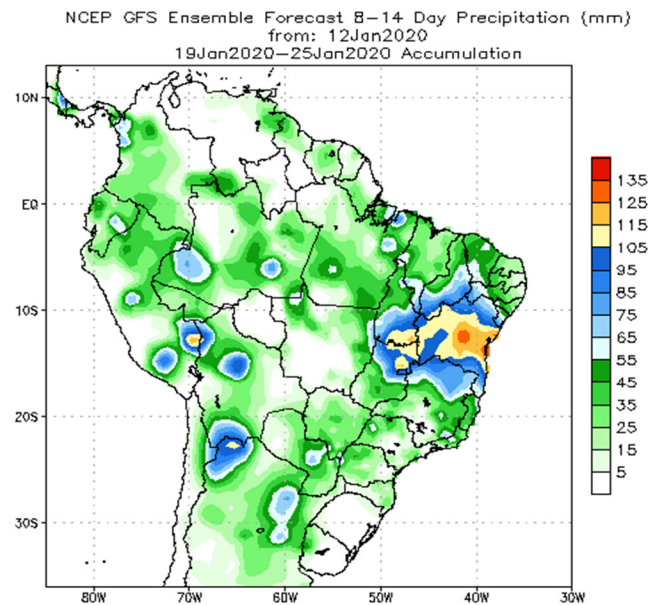 NCEP GFS Ensemble Forecast 8-14 Day Precipitation (mm)
from: 12Jan2020
19Jan2020-25Jan2020 Accumulation
10N
EQ
10S
20S
30S
80W 70W 60W 50W 40W 30W
135
125
115
105
95
85
75
65
55
45
35
25
15
5